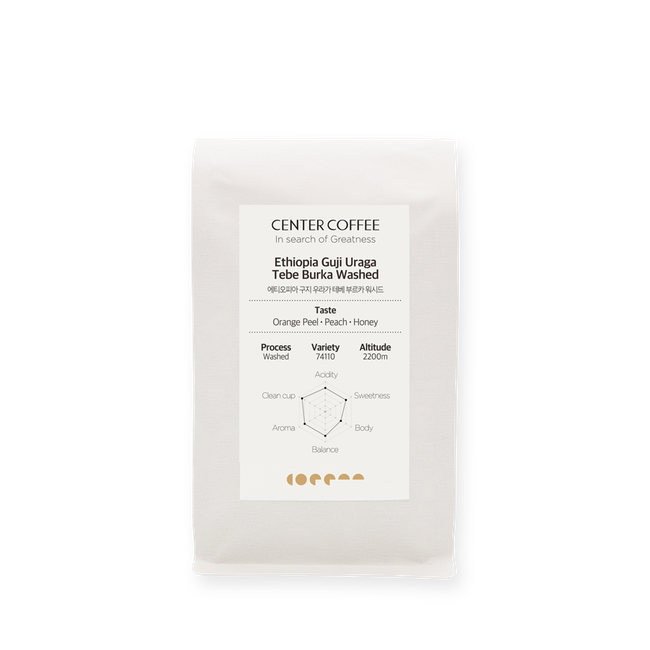 CENTER COFFEE
In search of Greatness
Ethiopia Guji Uraga
Tebe Burka Washed
에티오피아 구지 우라가 테베 부르카 워시드
Taste
Orange Peel • Peach • Honey
Process Variety Altitude
Washed 74110 2200m
Acidity
Clean cup Sweetness
Aroma Body
Balance